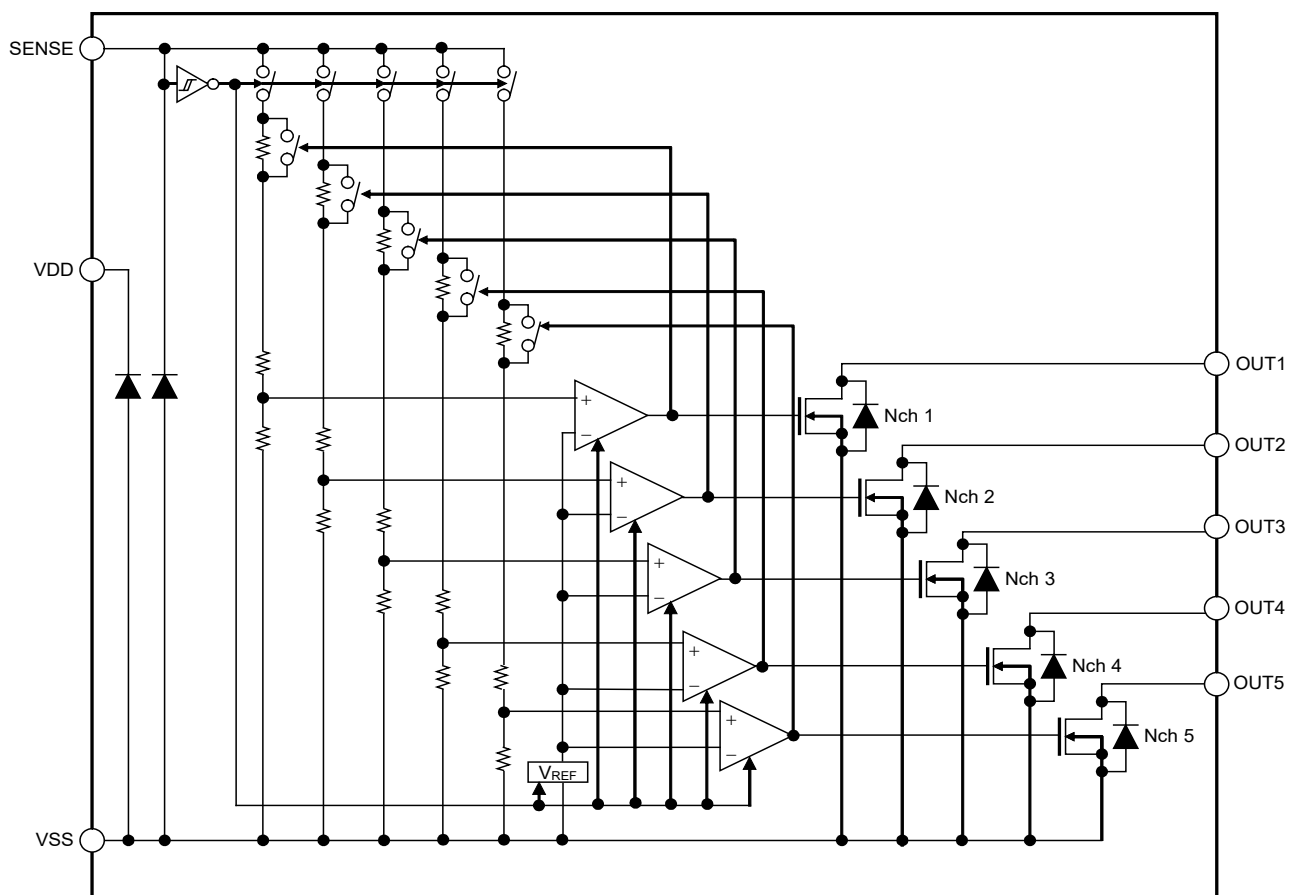 SENSE
VDD
OUT1
+
−
Nch 1
OUT2
+
−
Nch 2
OUT3
+
−
Nch 3
OUT4
+
−
Nch 4
OUT5
+
−
Nch 5
VREF
VSS